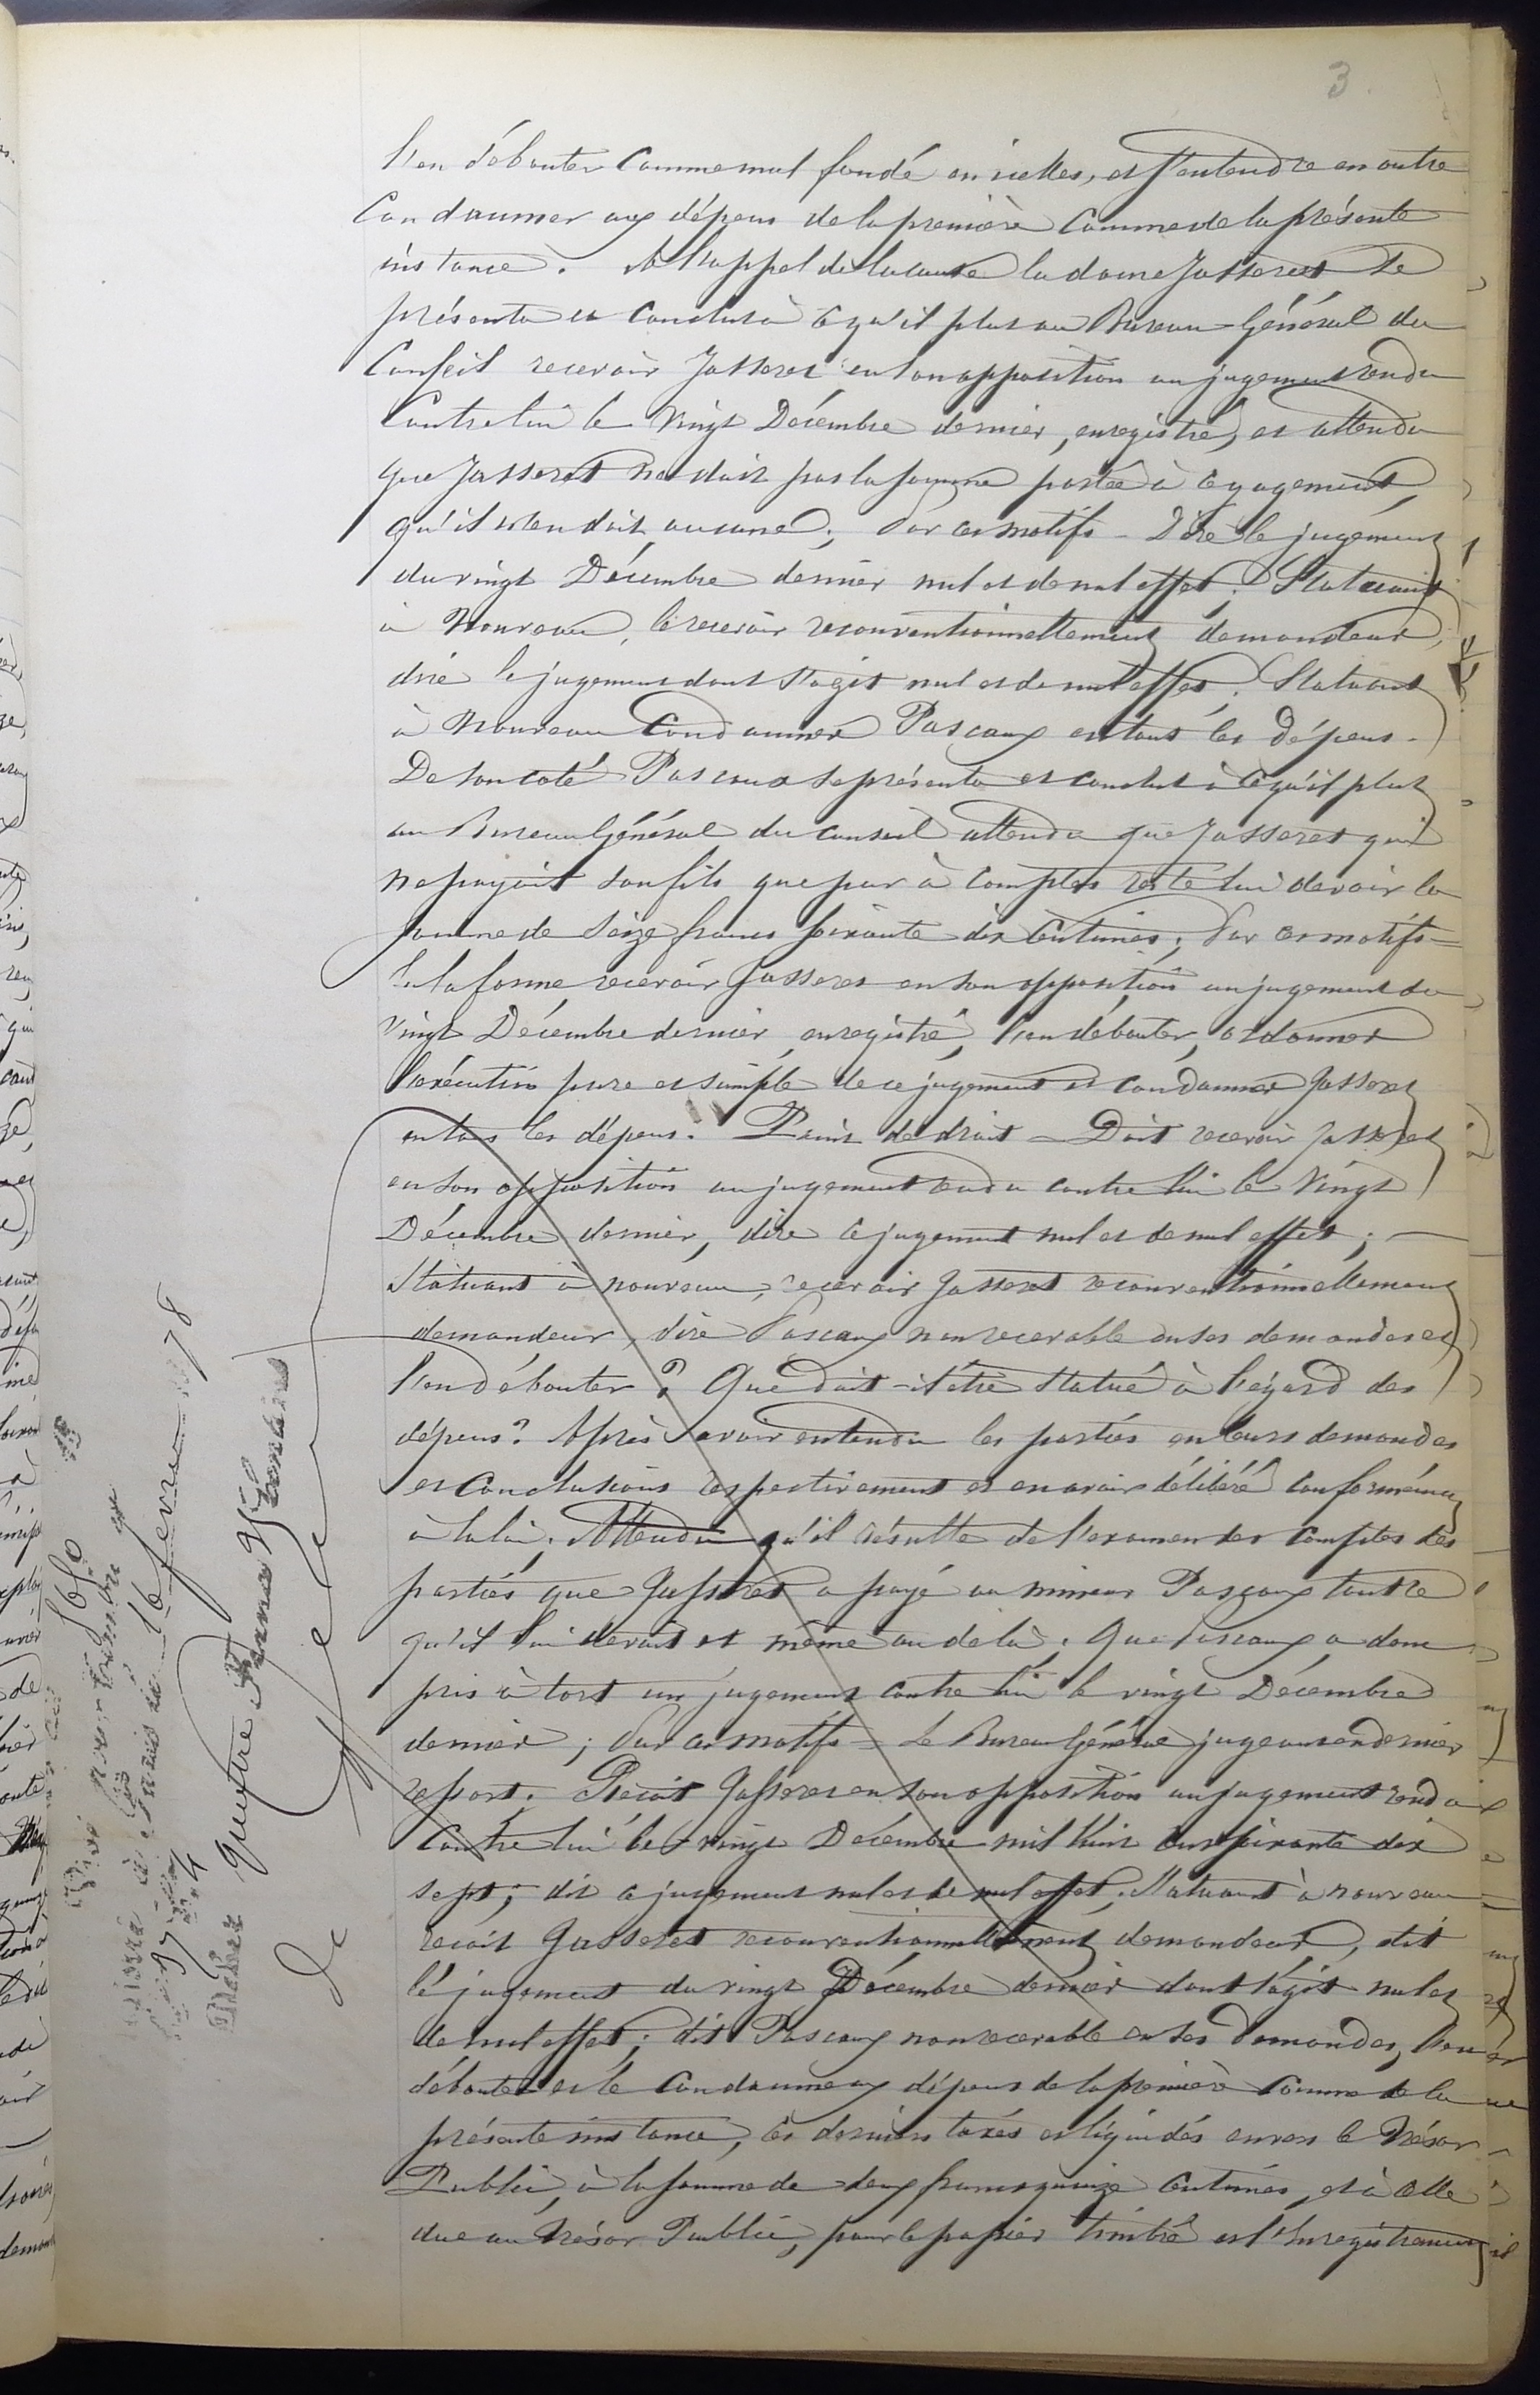 3
l'en débouter comme mal fondé en icelles, et s'entendre en outre
condamner aux dépens de la première comme de la présente
instance. A l'appel de la cause la dame Jasseret se
présenta et conclut à ce qu'il plut au Bureau Général du
Conseil recevoir Jasseret en son opposition au jugement rendu
contre lui le vingt Décembre dernier, enregistré, et attendu
que Jasseret ne doit pas la somme portée à ce jugement,
qu'il n'en doit aucune; Par ces motifs – Dire le jugement
du vingt Décembre dernier nul et de nul effet. Statuant
à nouveau, le recevoir reconventionnellement demandeur,
dire le jugement dont s'agit nul et de nul effet. Statuant
à nouveau condamner Pascaux en tous les dépens.
De son coté Pascaux se présenta et conclut à ce qu'il plut
au Bureau Général du Conseil attendu que Jasseret qui
ne payait son fils que par à comptes reste lui devoir la
somme de seize francs soixante dix centimes; Par ces motifs –
En la forme recevoir Jasseret en son opposition au jugement du
vingt Décembre dernier, enregistré, l'en débouter, ordonner
l'exécution pure et simple de ce jugement et condamner Jasseret
en tous les dépens. Point de droit – Doit-on recevoir Jasseret
en son opposition au jugement rendu contre lui le vingt
Décembre dernier, dire ce jugement nul et de nul effet; –
Statuant à nouveau, recevoir Jasseret reconventionnellement
demandeur, dire Pascaux non recevable en ses demandes et
l'en débouter? Que doit-il être statué à l'égard des
dépens? Après avoir entendu les parties en leurs demandes
et conclusions respectivement et en avoir délibéré conformément
à la loi; Attendu qu'il résulte de l'examen des comptes des
parties que Jasseret a payé au mineur Pascaux tout ce
qu'il lui devait et même au delà; Que Pascaux a donc
pris à tort un jugement contre lui le vingt Décembre
dernier; Par ces motifs – Le Bureau Général jugeant en dernier
ressort: Reçoit Jasseret en son opposition au jugement rendu
contre lui le vingt Décembre mil huit cent soixante dix
sept; dit ce jugement nul et de nul effet; Statuant à nouveau
reçoit Jasseret reconventionnellement demandeur, dit
le jugement du vingt Décembre dernier dont s'agit nul et
de nul effet; dit Pascaux non recevable en ses demandes, l'en
déboute et le condamne aux dépens de la première comme de la
présente instance, ces derniers taxés et liquidés envers le Trésor
Public, à la somme de deux francs quinze centimes, et à celle
due au Trésor Public, pour le papier timbré et l'Enregistrement
16 fevrier 78
quatre francs